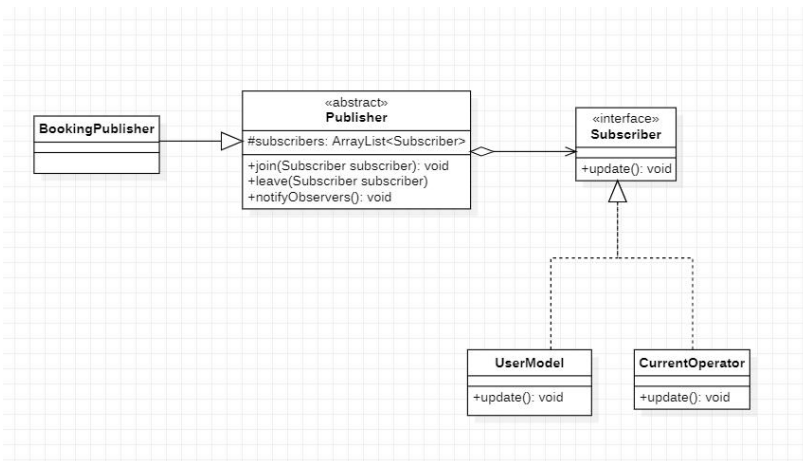 BookingPublisher
«abstract»
Publisher
#subscribers: ArrayList<Subscriber>
+join(Subscriber subscriber): void
+leave(Subscriber subscriber)
+notifyObservers(): void
«interface»
Subscriber
+update(): void
UserModel
+update(): void
CurrentOperator
+update(): void